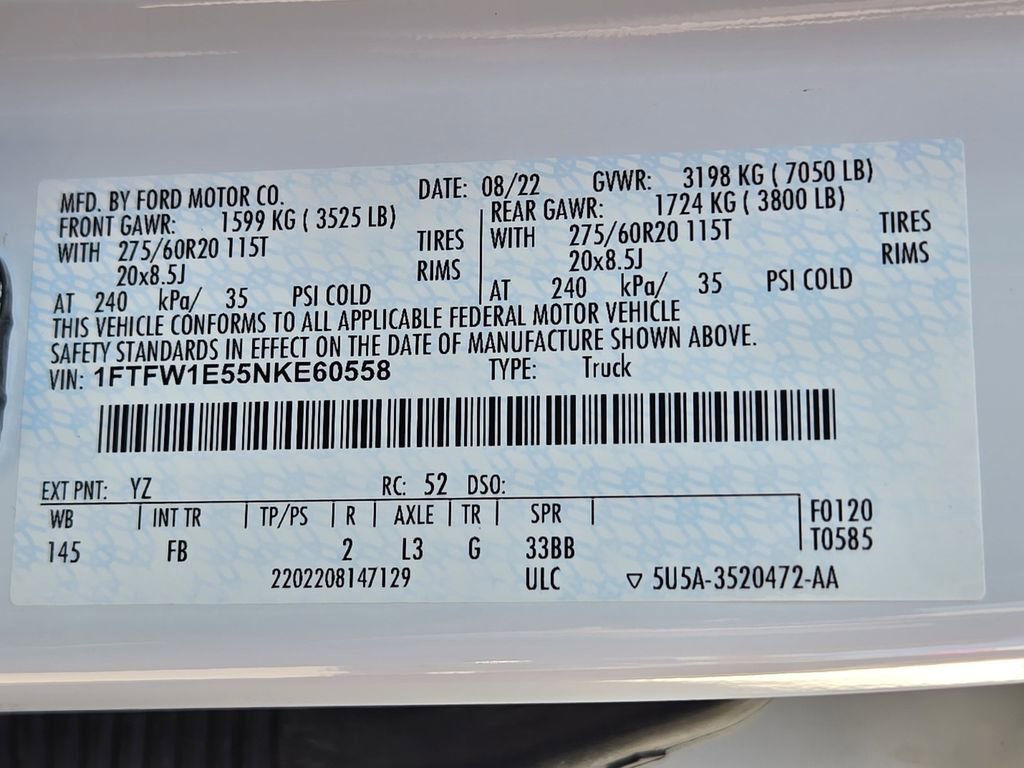 MFD. BY FORD MOTOR CO. DATE: 08/22 GVWR: 3198 KG ( 7050 LB)
FRONT GAWR: 1599 KG ( 3525 LB) REAR GAWR: 1724 KG ( 3800 LB)
WITH 275/60R20 115T TIRES WITH 275/60R20 115T TIRES
20x8.5J RIMS 20x8.5J RIMS
AT 240 kPa/ 35 PSI COLD AT 240 kPa/ 35 PSI COLD
THIS VEHICLE CONFORMS TO ALL APPLICABLE FEDERAL MOTOR VEHICLE
SAFETY STANDARDS IN EFFECT ON THE DATE OF MANUFACTURE SHOWN ABOVE.
VIN: 1FTFW1E55NKE60558 TYPE: Truck
EXT PNT: YZ RC: 52 DSO:
WB | INT TR | TP/PS | R | AXLE | TR | SPR | F0120
145 FB 2 L3 G 33BB T0585
2202208147129 ULC ▽ 5U5A-3520472-AA